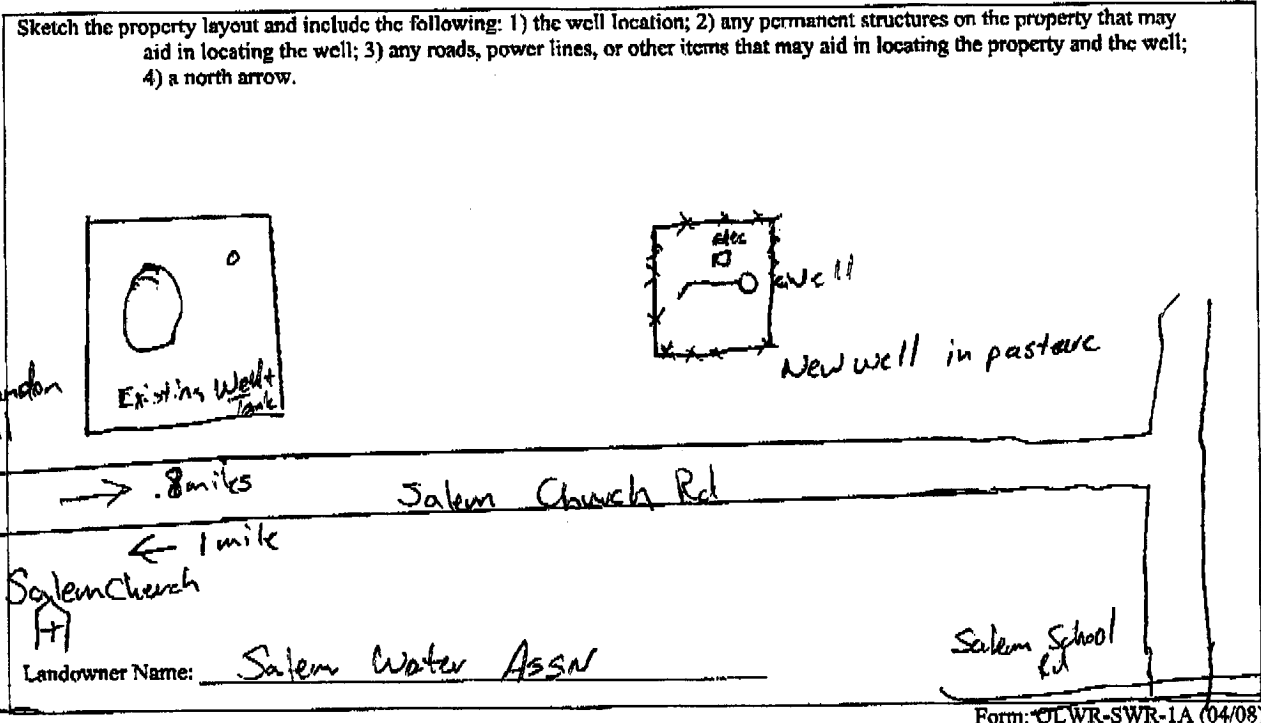 Sketch the property layout and include the following: 1) the well location; 2) any permanent structures on the property that may
aid in locating the well; 3) any roads, power lines, or other items that may aid in locating the property and the well;
4) a north arrow.
elec
Well
New well in pasture
Existing Well +
Tank
.8 miles
Salem Church Rd
1 mile
Salem Church
Salem School
Rd
Landowner Name: Salem Water Assn
Form: OLWR-SWR-1A (04/08)